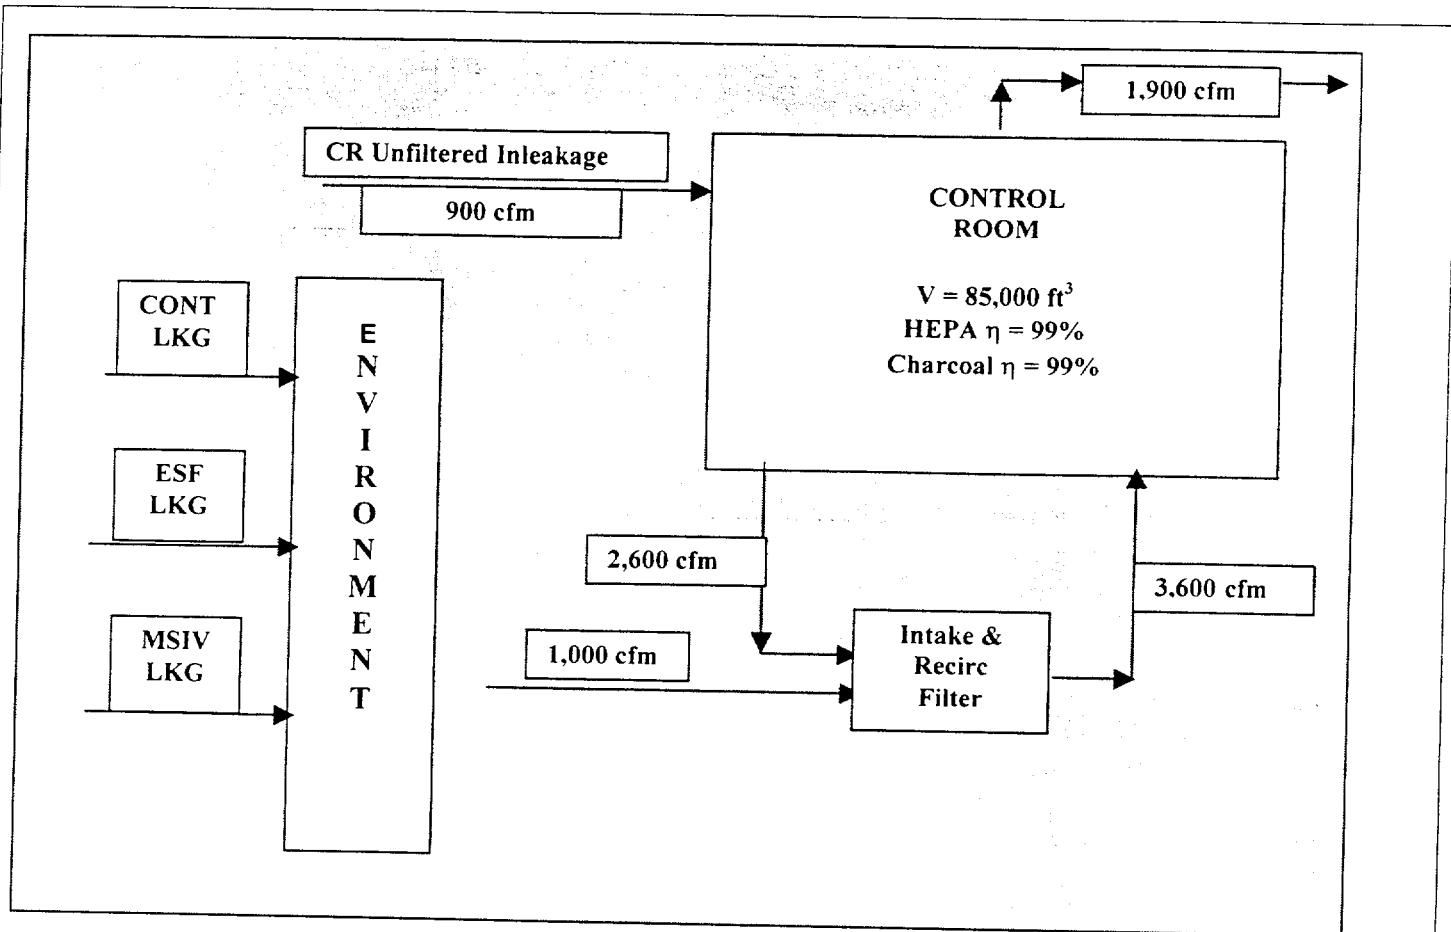 1,900 cfm
CR Unfiltered Inleakage
900 cfm
CONTROL
ROOM
V = 85,000 ft³
HEPA η = 99%
Charcoal η = 99%
CONT
LKG
ESF
LKG
MSIV
LKG
E
N
V
I
R
O
N
M
E
N
T
2,600 cfm
3,600 cfm
1,000 cfm
Intake &
Recirc
Filter